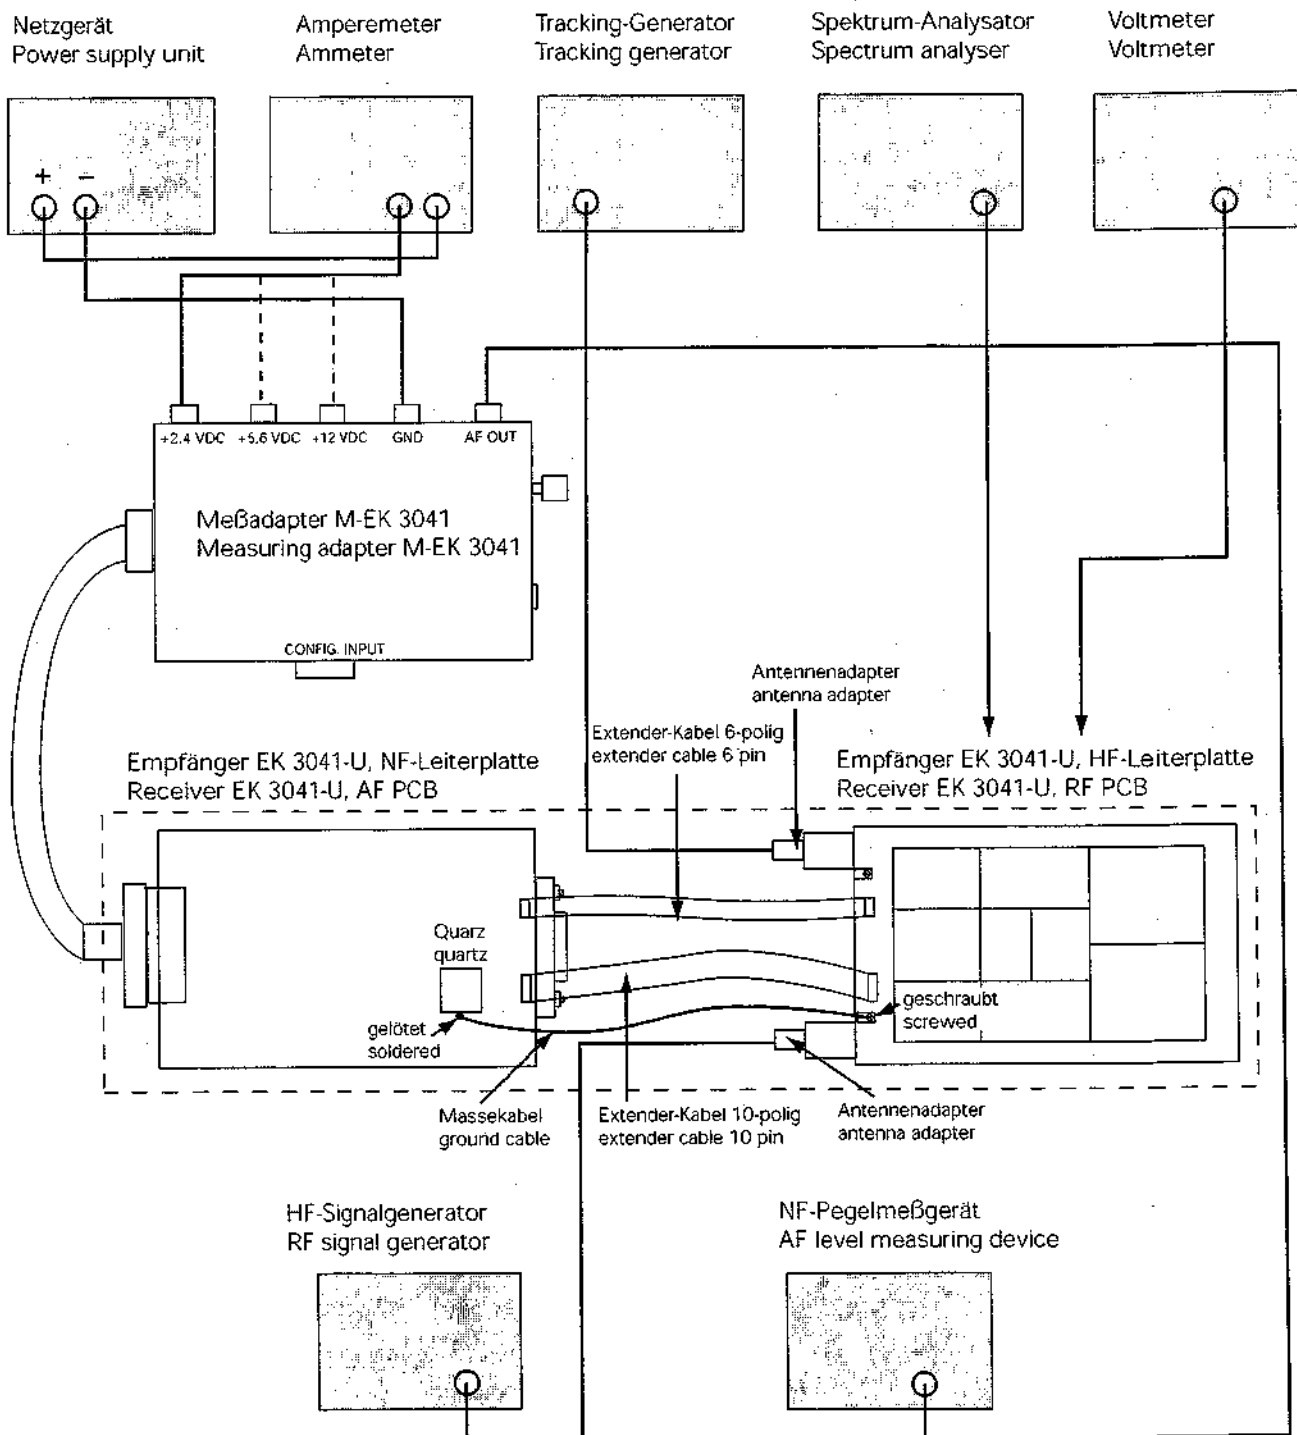 Netzgerät
Power supply unit
Amperemeter
Ammeter
Tracking-Generator
Tracking generator
Spektrum-Analysator
Spectrum analyser
Voltmeter
Voltmeter
+ −
+2.4 VDC +5.6 VDC +12 VDC GND AF OUT
Meßadapter M-EK 3041
Measuring adapter M-EK 3041
CONFIG. INPUT
Antennenadapter
antenna adapter
Extender-Kabel 6-polig
extender cable 6 pin
Empfänger EK 3041-U, NF-Leiterplatte
Receiver EK 3041-U, AF PCB
Empfänger EK 3041-U, HF-Leiterplatte
Receiver EK 3041-U, RF PCB
Quarz
quartz
gelötet
soldered
geschraubt
screwed
Massekabel
ground cable
Extender-Kabel 10-polig
extender cable 10 pin
Antennenadapter
antenna adapter
HF-Signalgenerator
RF signal generator
NF-Pegelmeßgerät
AF level measuring device